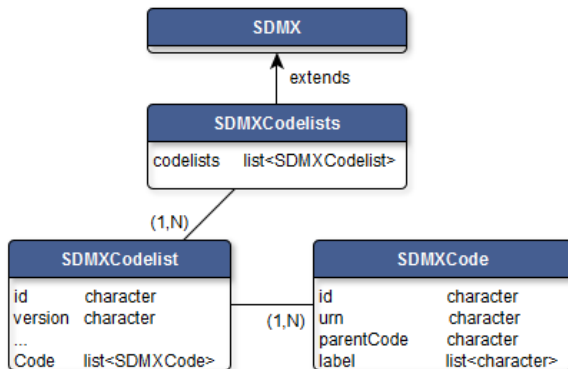 SDMX
extends
SDMXCodelists
codelists list<SDMXCodelist>
(1,N)
SDMXCodelist
id character
version character
...
Code list<SDMXCode>
(1,N)
SDMXCode
id character
urn character
parentCode character
label list<character>